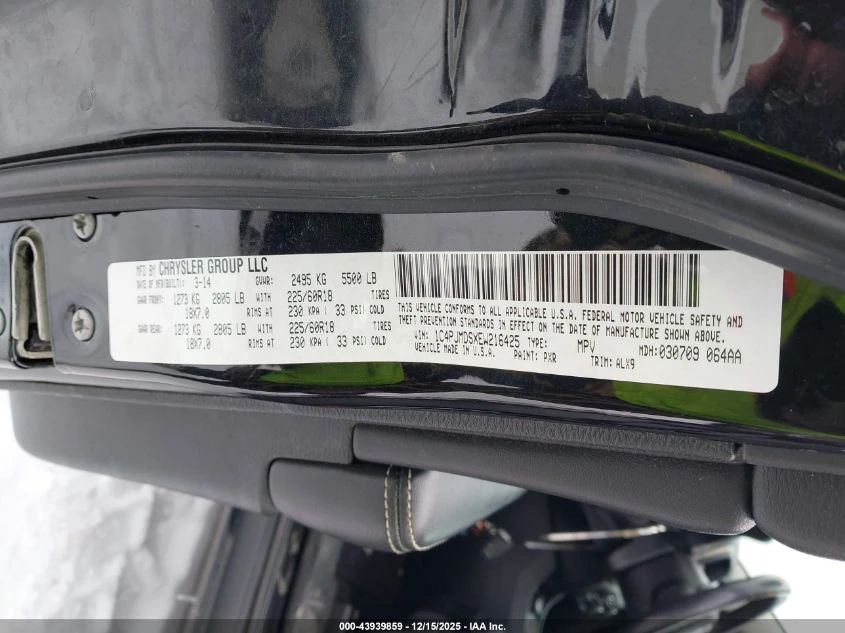 MFD BY CHRYSLER GROUP LLC
DATE OF MFR(BUILT): 3-14 GVWR: 2495 KG 5500 LB
GAWR FRONT: 1273 KG 2805 LB WITH 225/60R18 TIRES
18X7.0 RIMS AT 230 KPA ( 33 PSI) COLD
GAWR REAR: 1273 KG 2805 LB WITH 225/60R18 TIRES
18X7.0 RIMS AT 230 KPA ( 33 PSI) COLD
THIS VEHICLE CONFORMS TO ALL APPLICABLE U.S.A. FEDERAL MOTOR VEHICLE SAFETY AND
THEFT PREVENTION STANDARDS IN EFFECT ON THE DATE OF MANUFACTURE SHOWN ABOVE.
VIN: 1C4PJMDSXEW216425 TYPE: MPV MDH: 030709 064AA
VEHICLE MADE IN U.S.A. PAINT: PXR TRIM: ALX9
000-43939859 - 12/15/2025 - © IAA Inc.